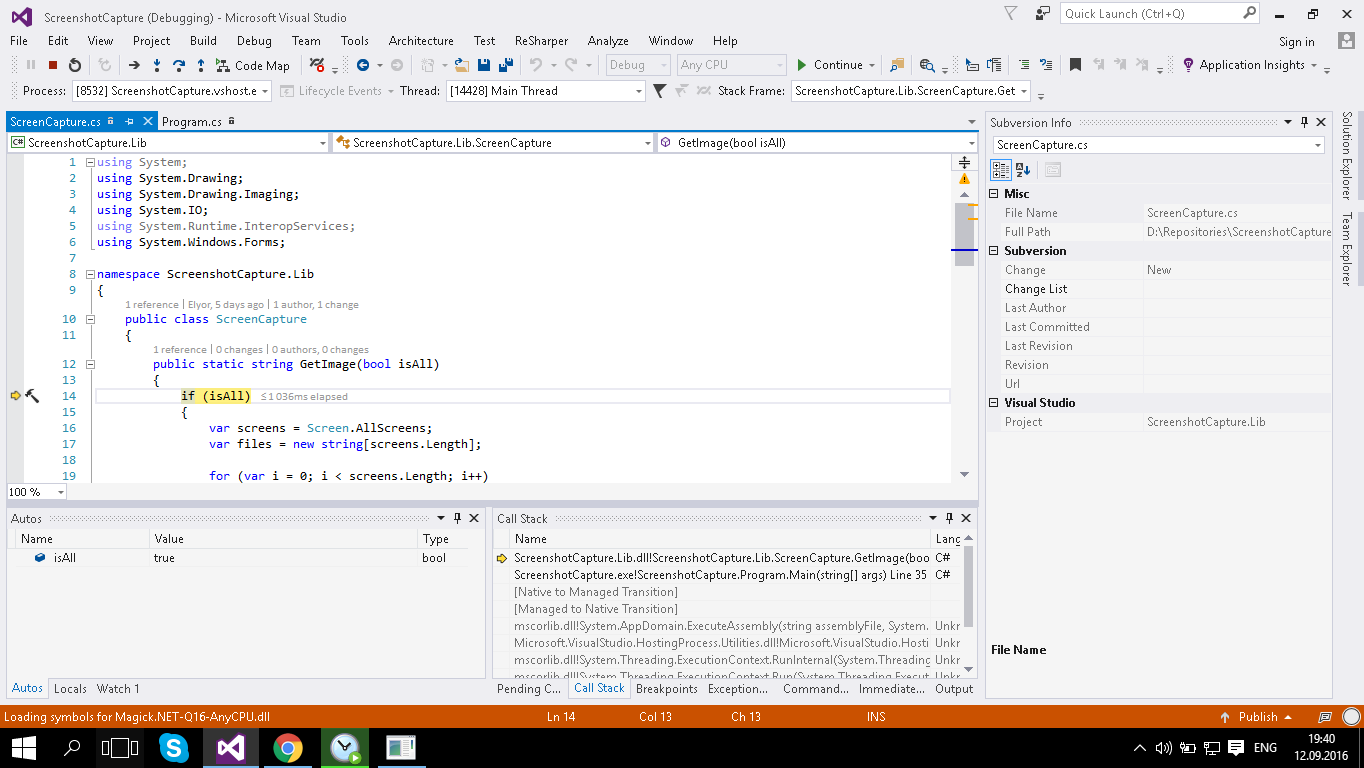 ScreenshotCapture (Debugging) - Microsoft Visual Studio
Quick Launch (Ctrl+Q)
File Edit View Project Build Debug Team Tools Architecture Test ReSharper Analyze Window Help
Sign in
Code Map
Debug
Any CPU
Continue
Application Insights
Process: [8532] ScreenshotCapture.vshost.e
Lifecycle Events
Thread: [14428] Main Thread
Stack Frame: ScreenshotCapture.Lib.ScreenCapture.Get
ScreenCapture.cs
Program.cs
C# ScreenshotCapture.Lib
ScreenshotCapture.Lib.ScreenCapture
GetImage(bool isAll)
1 using System;
2 using System.Drawing;
3 using System.Drawing.Imaging;
4 using System.IO;
5 using System.Runtime.InteropServices;
6 using System.Windows.Forms;
7
8 namespace ScreenshotCapture.Lib
9 {
1 reference | Elyor, 5 days ago | 1 author, 1 change
10 public class ScreenCapture
11 {
1 reference | 0 changes | 0 authors, 0 changes
12 public static string GetImage(bool isAll)
13 {
14 if (isAll) ≤ 1 036ms elapsed
15 {
16 var screens = Screen.AllScreens;
17 var files = new string[screens.Length];
18
19 for (var i = 0; i < screens.Length; i++)
100 %
Subversion Info
ScreenCapture.cs
Misc
File Name ScreenCapture.cs
Full Path D:\Repositories\ScreenshotCapture
Subversion
Change New
Change List
Last Author
Last Committed
Last Revision
Revision
Url
Visual Studio
Project ScreenshotCapture.Lib
File Name
Solution Explorer
Team Explorer
Autos
Name Value Type
isAll true bool
Autos Locals Watch 1
Call Stack
Name Lang
ScreenshotCapture.Lib.dll!ScreenshotCapture.Lib.ScreenCapture.GetImage(boo C#
ScreenshotCapture.exe!ScreenshotCapture.Program.Main(string[] args) Line 35 C#
[Native to Managed Transition]
[Managed to Native Transition]
mscorlib.dll!System.AppDomain.ExecuteAssembly(string assemblyFile, System. Unkr
Microsoft.VisualStudio.HostingProcess.Utilities.dll!Microsoft.VisualStudio.Hosti Unkr
mscorlib.dll!System.Threading.ExecutionContext.RunInternal(System.Threading Unkr
mscorlib.dll!System.Threading.ExecutionContext.Run(System.Threading.Execut Unkr
Pending C... Call Stack Breakpoints Exception... Command... Immediate... Output
Loading symbols for Magick.NET-Q16-AnyCPU.dll
Ln 14
Col 13
Ch 13
INS
Publish
ENG
19:40
12.09.2016